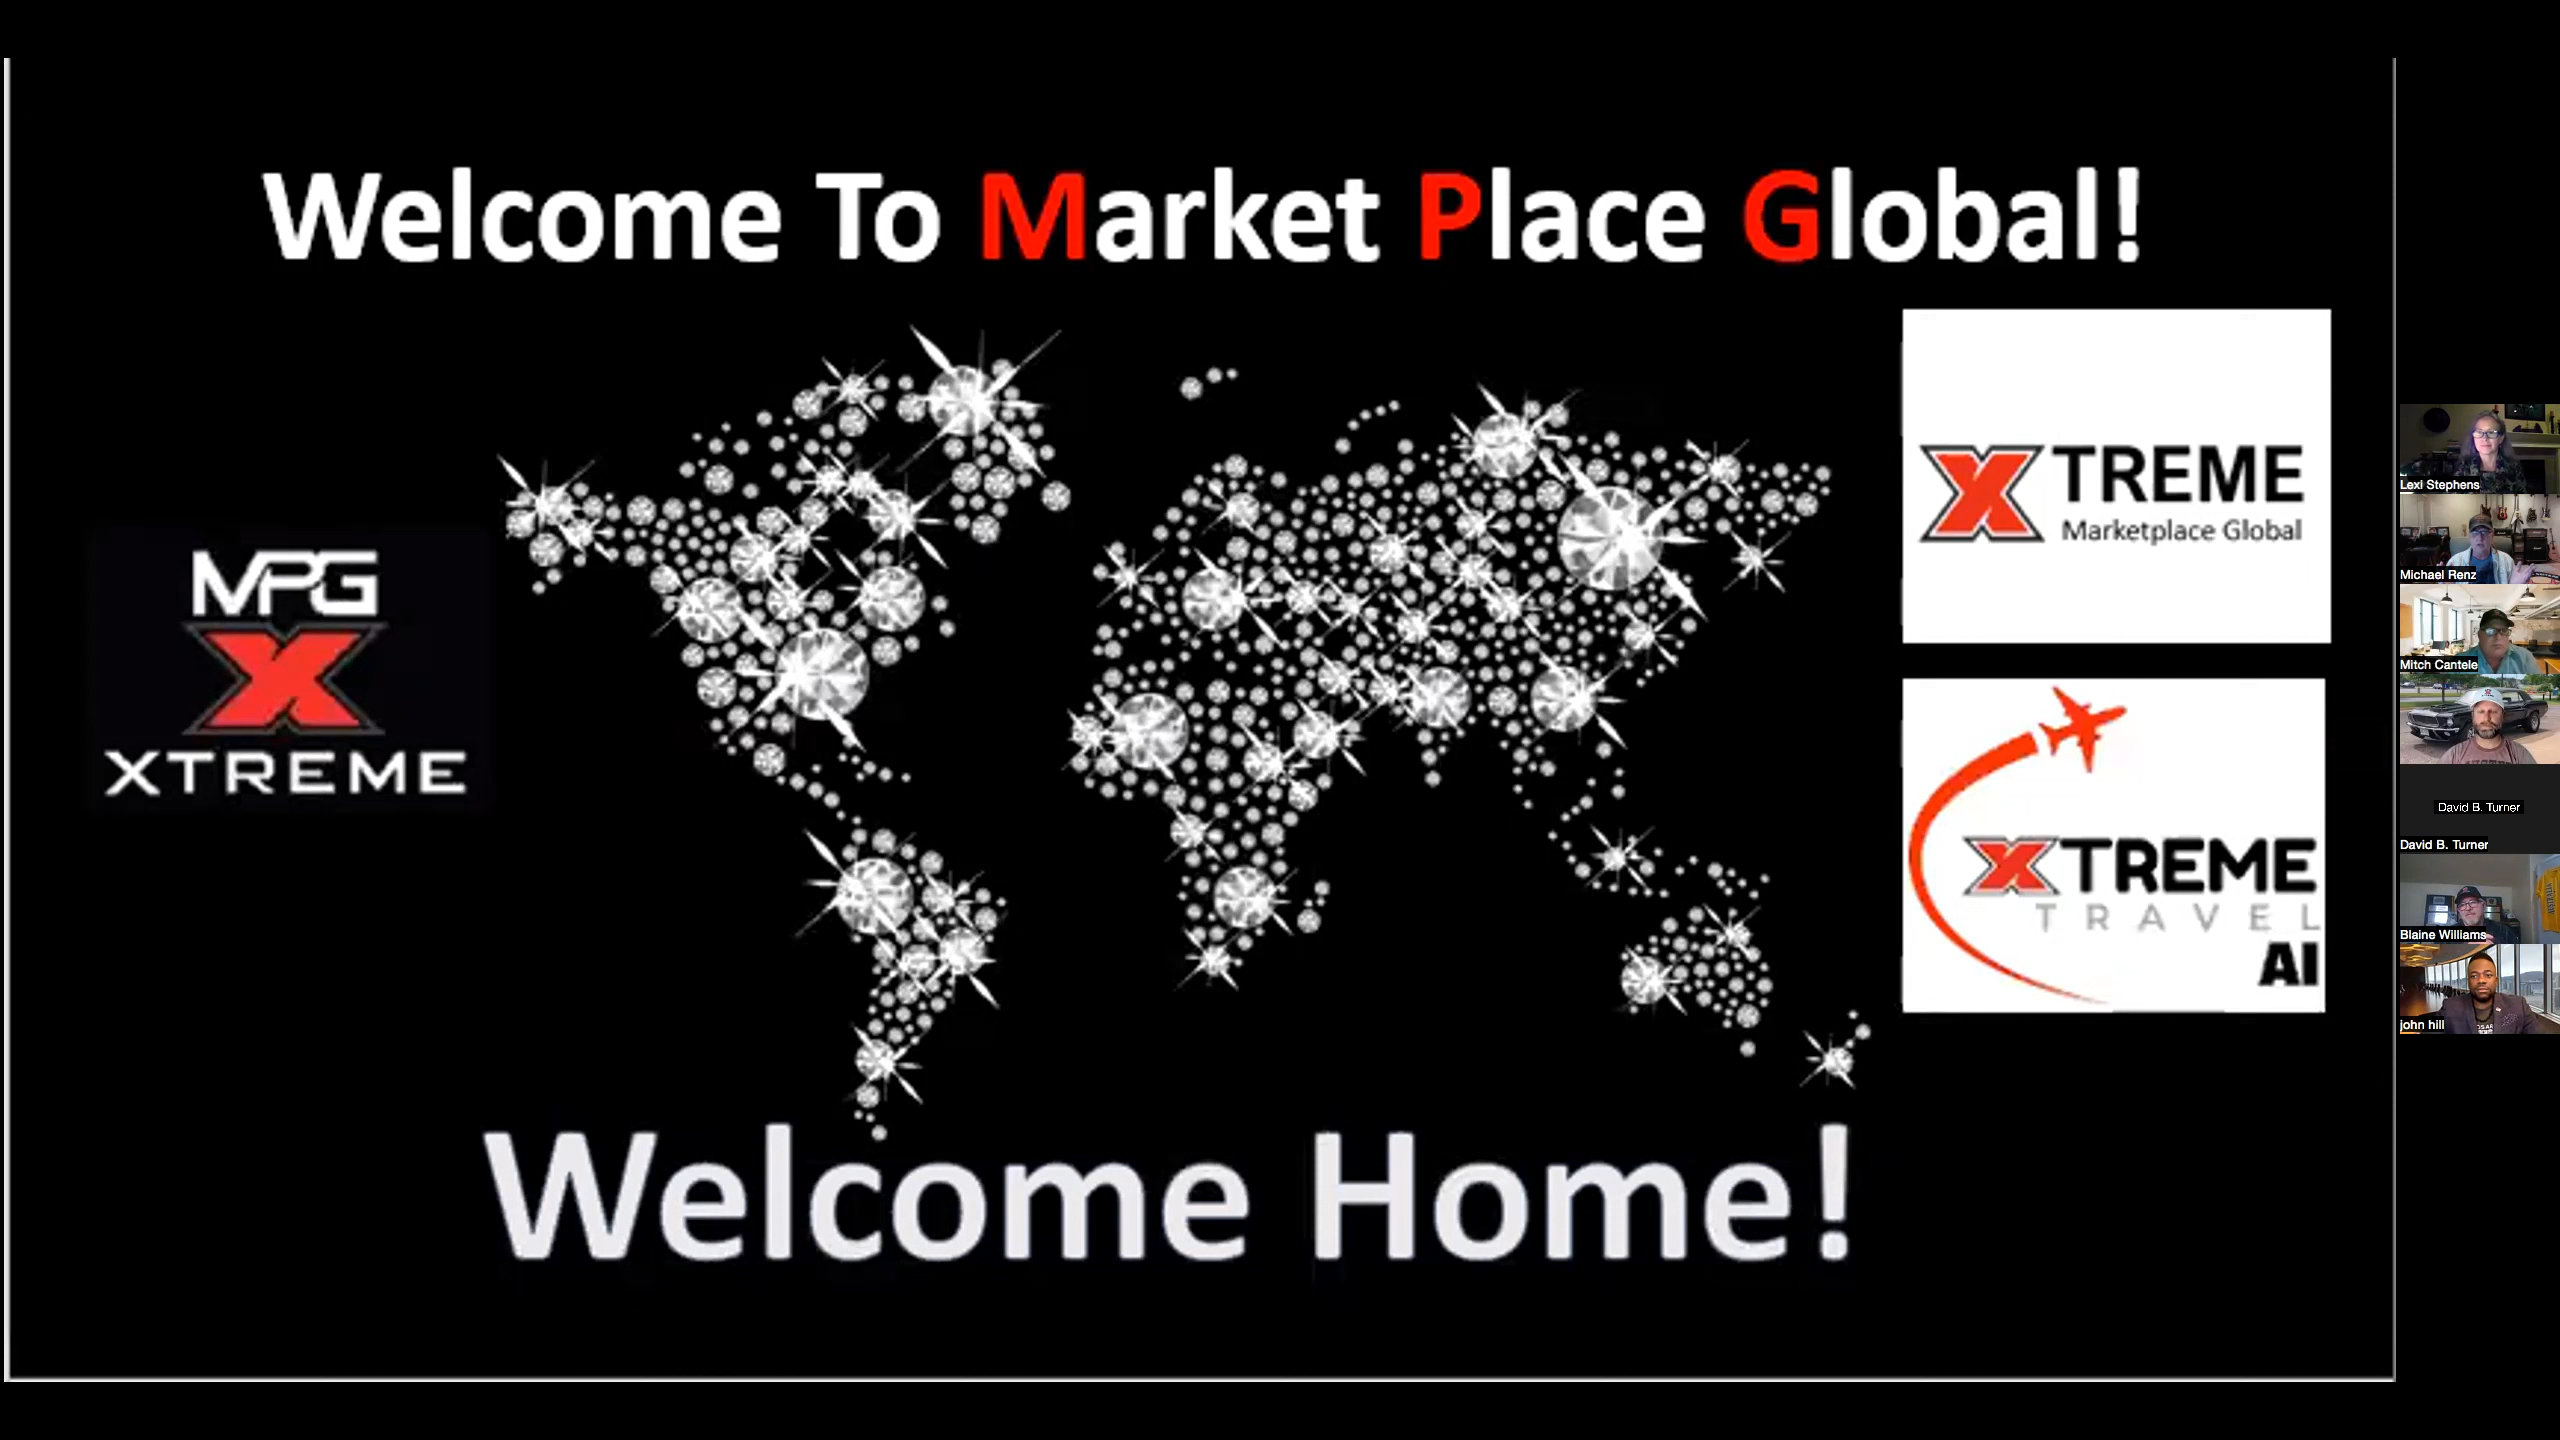 Welcome To Market Place Global!
MPG
X
XTREME
XTREME
Marketplace Global
XTREME
TRAVEL
AI
Welcome Home!
Lexi Stephens
Michael Renz
Mitch Cantele
David B. Turner
David B. Turner
Blaine Williams
john hill